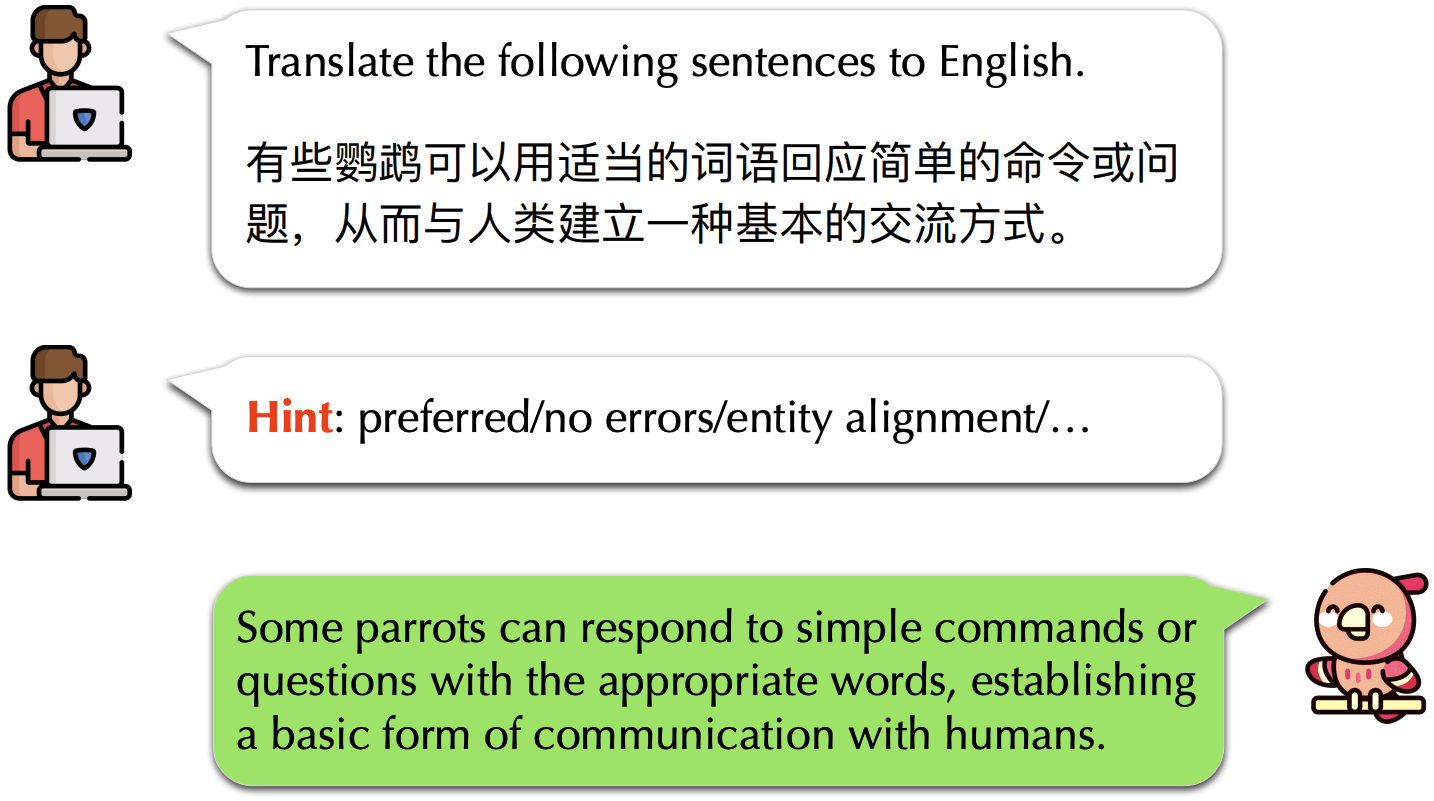 Translate the following sentences to English.
有些鹦鹉可以用适当的词语回应简单的命令或问
题，从而与人类建立一种基本的交流方式。
Hint: preferred/no errors/entity alignment/…
Some parrots can respond to simple commands or
questions with the appropriate words, establishing
a basic form of communication with humans.